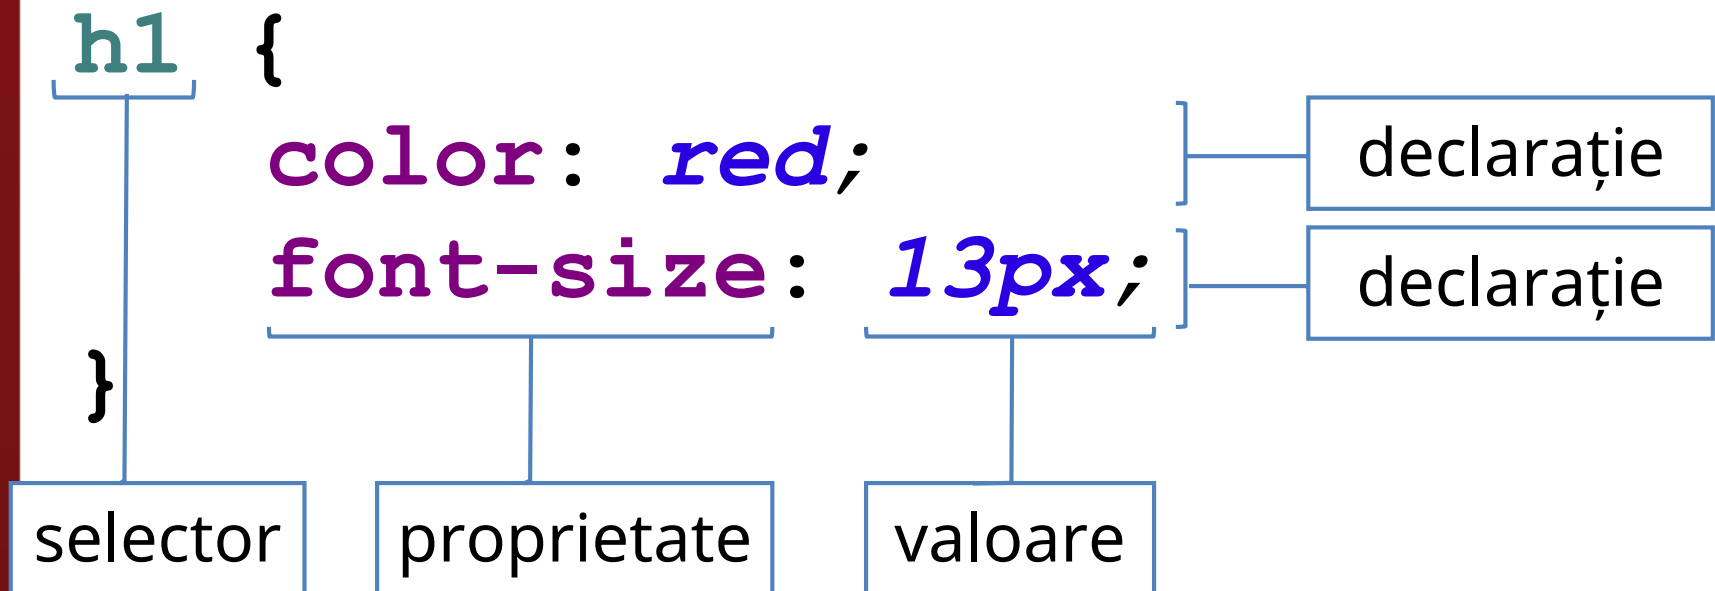 h1 {
color: red;
declarație
font-size: 13px;
declarație
}
selector
proprietate
valoare